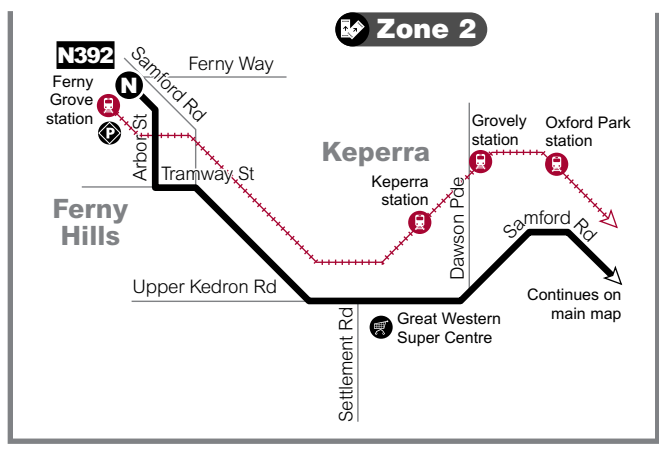 Zone 2
N392
Samford Rd
Ferny Way
Ferny
Grove
station
N
P
Arbor St
Tramway St
Ferny
Hills
Keperra
Keperra
station
Grovely
station
Oxford Park
station
Dawson Pde
Samford Rd
Upper Kedron Rd
Settlement Rd
Great Western
Super Centre
Continues on
main map